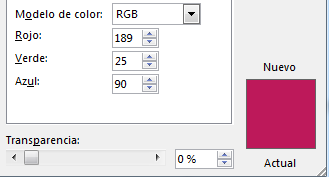 Modelo de color: RGB
Rojo: 189
Verde: 25
Azul: 90
Nuevo
Transparencia:
0 %
Actual